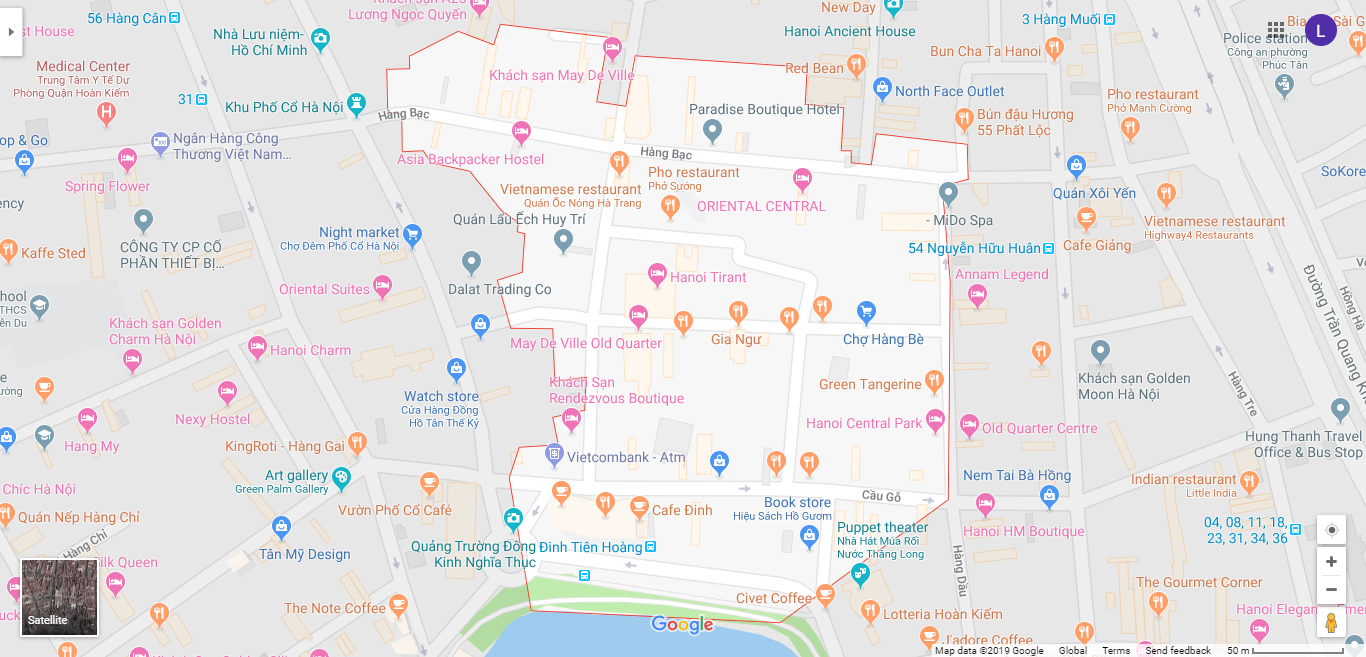 56 Hàng Cân
Khách sạn A25
Lương Ngọc Quyến
New Day
Hanoi Ancient House
3 Hàng Muối
L
Police station
Công an phường
Phúc Tân
Nhà Lưu niệm-
Hồ Chí Minh
Bun Cha Ta Hanoi
Medical Center
Trung Tâm Y Tế Dự
Phòng Quận Hoàn Kiếm
Khách sạn May De Ville
Red Bean
North Face Outlet
Pho restaurant
Phở Mạnh Cường
31
Khu Phố Cổ Hà Nội
Hàng Bạc
Paradise Boutique Hotel
Bún đậu Hương
55 Phất Lộc
op & Go
Ngân Hàng Công
Thương Việt Nam...
Asia Backpacker Hostel
Hàng Bạc
SoKore
Spring Flower
Pho restaurant
Phở Sướng
Vietnamese restaurant
Quán Ốc Nóng Hà Trang
ORIENTAL CENTRAL
Quán Xôi Yến
Quán Lẩu Ếch Huy Trí
- MiDo Spa
Vietnamese restaurant
Highway4 Restaurants
Night market
Chợ Đêm Phố Cổ Hà Nội
CÔNG TY CP CỔ
PHẦN THIẾT BỊ...
Kaffe Sted
54 Nguyễn Hữu Huân
Cafe Giảng
Hồng Hà
Đường Trần Quang Kh
Hanoi Tirant
Annam Legend
Oriental Suites
Dalat Trading Co
chool
THCS
ễn Du
Khách sạn Golden
Charm Hà Nội
Hanoi Charm
May De Ville Old Quarter
Gia Ngư
Chợ Hàng Bè
Khách sạn Golden
Moon Hà Nội
Hàng Tre
Watch store
Cửa Hàng Đồng
Hồ Tân Thế Kỷ
Khách Sạn
Rendezvous Boutique
Green Tangerine
Nexy Hostel
Hanoi Central Park
Old Quarter Centre
Hung Thanh Travel
Office & Bus Stop
Hang My
KingRoti - Hàng Gai
Vietcombank - Atm
Art gallery
Green Palm Gallery
Nem Tai Bà Hồng
Indian restaurant
Little India
Chíc Hà Nội
Vườn Phố Cổ Café
Cafe Đinh
Book store
Hiệu Sách Hồ Gươm
Cầu Gỗ
Quán Nếp Hàng Chĩ
Hanoi HM Boutique
04, 08, 11, 18,
23, 31, 34, 36
Puppet theater
Nhà Hát Múa Rối
Nước Thăng Long
Hàng Chỉ
Tân Mỹ Design
Quảng Trường Đông
Kinh Nghĩa Thục
Đinh Tiên Hoàng
Silk Queen
Hàng Dầu
The Gourmet Corner
Civet Coffee
The Note Coffee
Lotteria Hoàn Kiếm
Hanoi Elegance Emera
Satellite
Google
J'adore Coffee
Map data ©2019 Google
Global
Terms
Send feedback
50 m